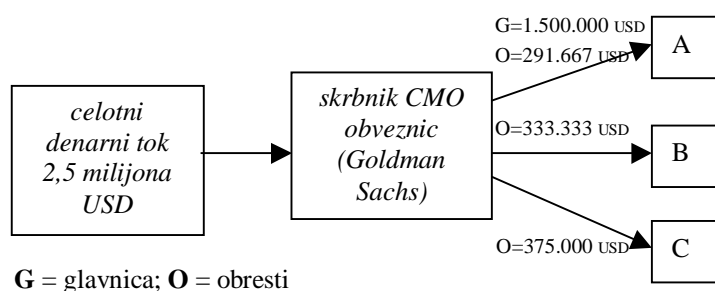 G=1.500.000 USD
O=291.667 USD
A
celotni
denarni tok
2,5 milijona
USD
skrbnik CMO
obveznic
(Goldman
Sachs)
O=333.333 USD
B
O=375.000 USD
C
G = glavnica; O = obresti